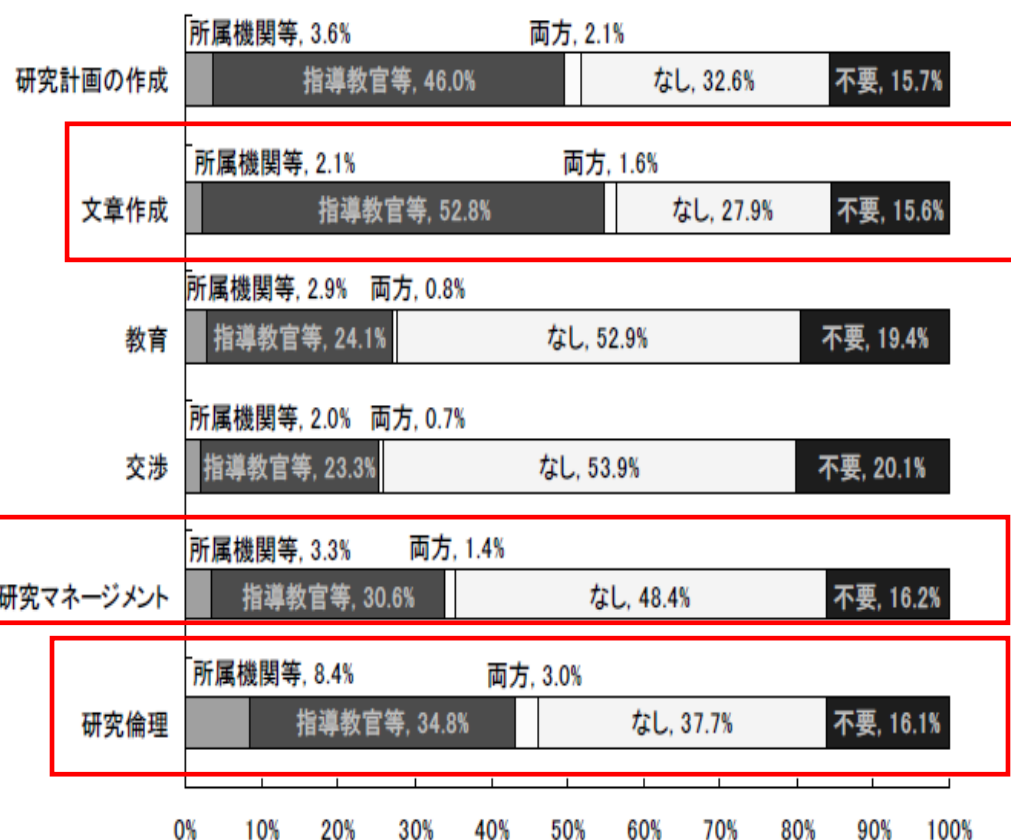 所属機関等, 3.6% 両方, 2.1%
研究計画の作成 指導教官等, 46.0% なし, 32.6% 不要, 15.7%
所属機関等, 2.1% 両方, 1.6%
文章作成 指導教官等, 52.8% なし, 27.9% 不要, 15.6%
所属機関等, 2.9% 両方, 0.8%
教育 指導教官等, 24.1% なし, 52.9% 不要, 19.4%
所属機関等, 2.0% 両方, 0.7%
交渉 指導教官等, 23.3% なし, 53.9% 不要, 20.1%
所属機関等, 3.3% 両方, 1.4%
研究マネージメント 指導教官等, 30.6% なし, 48.4% 不要, 16.2%
所属機関等, 8.4% 両方, 3.0%
研究倫理 指導教官等, 34.8% なし, 37.7% 不要, 16.1%
0% 10% 20% 30% 40% 50% 60% 70% 80% 90% 100%